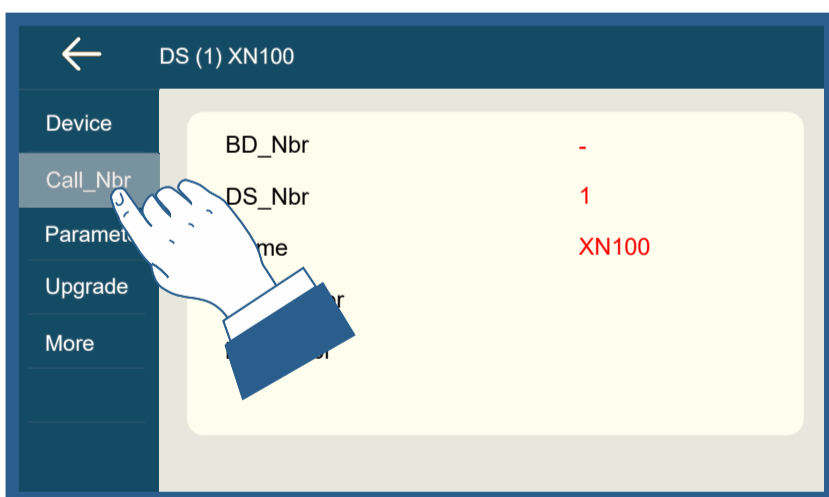 DS (1) XN100
Device
Call_Nbr
Upgrade
More
BD_Nbr
-
DS_Nbr
1
XN100